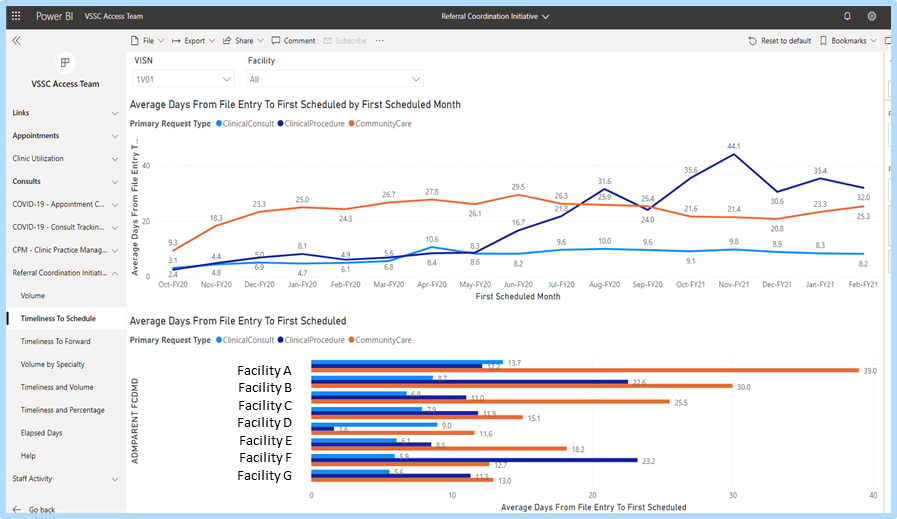 Power BI VSSC Access Team Referral Coordination Initiative
File Export Share Comment Subscribe ··· Reset to default Bookmarks
VSSC Access Team
Links
Appointments
Clinic Utilization
Consults
COVID-19 - Appointment C...
COVID-19 - Consult Trackin...
CPM - Clinic Practice Manag...
Referral Coordination Initiati...
Volume
Timeliness To Schedule
Timeliness To Forward
Volume by Specialty
Timeliness and Volume
Timeliness and Percentage
Elapsed Days
Help
Staff Activity
Go back
VISN Facility
1V01 All
Average Days From File Entry To First Scheduled by First Scheduled Month
Primary Request Type ClinicalConsult ClinicalProcedure CommunityCare
Average Days From File Entry T...
40
20
0
9.3 18.3 23.3 25.0 24.3 26.7 27.8 26.1 29.5 26.3 25.9 25.4 21.6 21.4 20.8 23.3 25.3
2.4 4.4 5.0 8.1 4.9 5.6 8.4 8.3 16.7 21.8 31.6 24.0 35.6 44.1 30.6 35.4 32.0
3.1 4.8 6.9 4.7 6.1 6.8 10.6 8.6 8.2 9.6 10.0 9.6 9.1 9.8 8.9 8.3 8.2
Oct-FY20 Nov-FY20 Dec-FY20 Jan-FY20 Feb-FY20 Mar-FY20 Apr-FY20 May-FY20 Jun-FY20 Jul-FY20 Aug-FY20 Sep-FY20 Oct-FY21 Nov-FY21 Dec-FY21 Jan-FY21 Feb-FY21
First Scheduled Month
Average Days From File Entry To First Scheduled
Primary Request Type ClinicalConsult ClinicalProcedure CommunityCare
ADMPARENT FCDMD
Facility A 13.7 12.2 39.0
Facility B 8.7 22.6 30.0
Facility C 6.8 11.0 25.5
Facility D 7.9 11.9 15.1
Facility E 9.0 1.6 11.6
Facility F 6.1 8.5 18.2
Facility G 5.9 23.2 12.7
5.6 11.3 13.0
0 10 20 30 40
Average Days From File Entry To First Scheduled